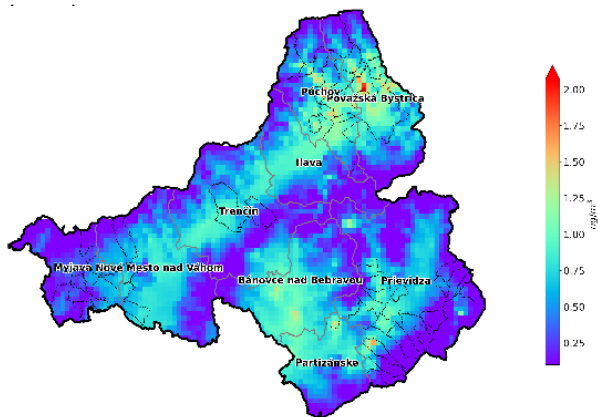 Púchov
Považská Bystrica
Ilava
Trenčín
Myjava Nové Mesto nad Váhom
Bánovce nad Bebravou
Prievidza
Partizánske
2.00
1.75
1.50
1.25
1.00
0.75
0.50
0.25